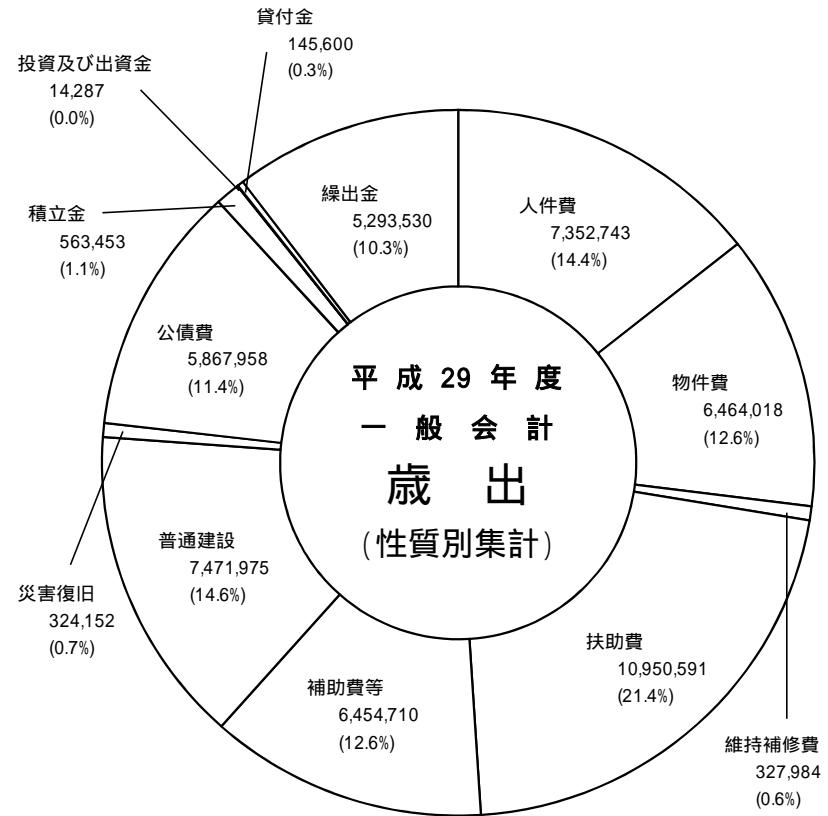 貸付金
145,600
(0.3%)
投資及び出資金
14,287
(0.0%)
積立金
563,453
(1.1%)
繰出金
5,293,530
(10.3%)
人件費
7,352,743
(14.4%)
公債費
5,867,958
(11.4%)
物件費
6,464,018
(12.6%)
平成29年度
一般会計
歳出
(性質別集計)
普通建設
7,471,975
(14.6%)
災害復旧
324,152
(0.7%)
補助費等
6,454,710
(12.6%)
扶助費
10,950,591
(21.4%)
維持補修費
327,984
(0.6%)